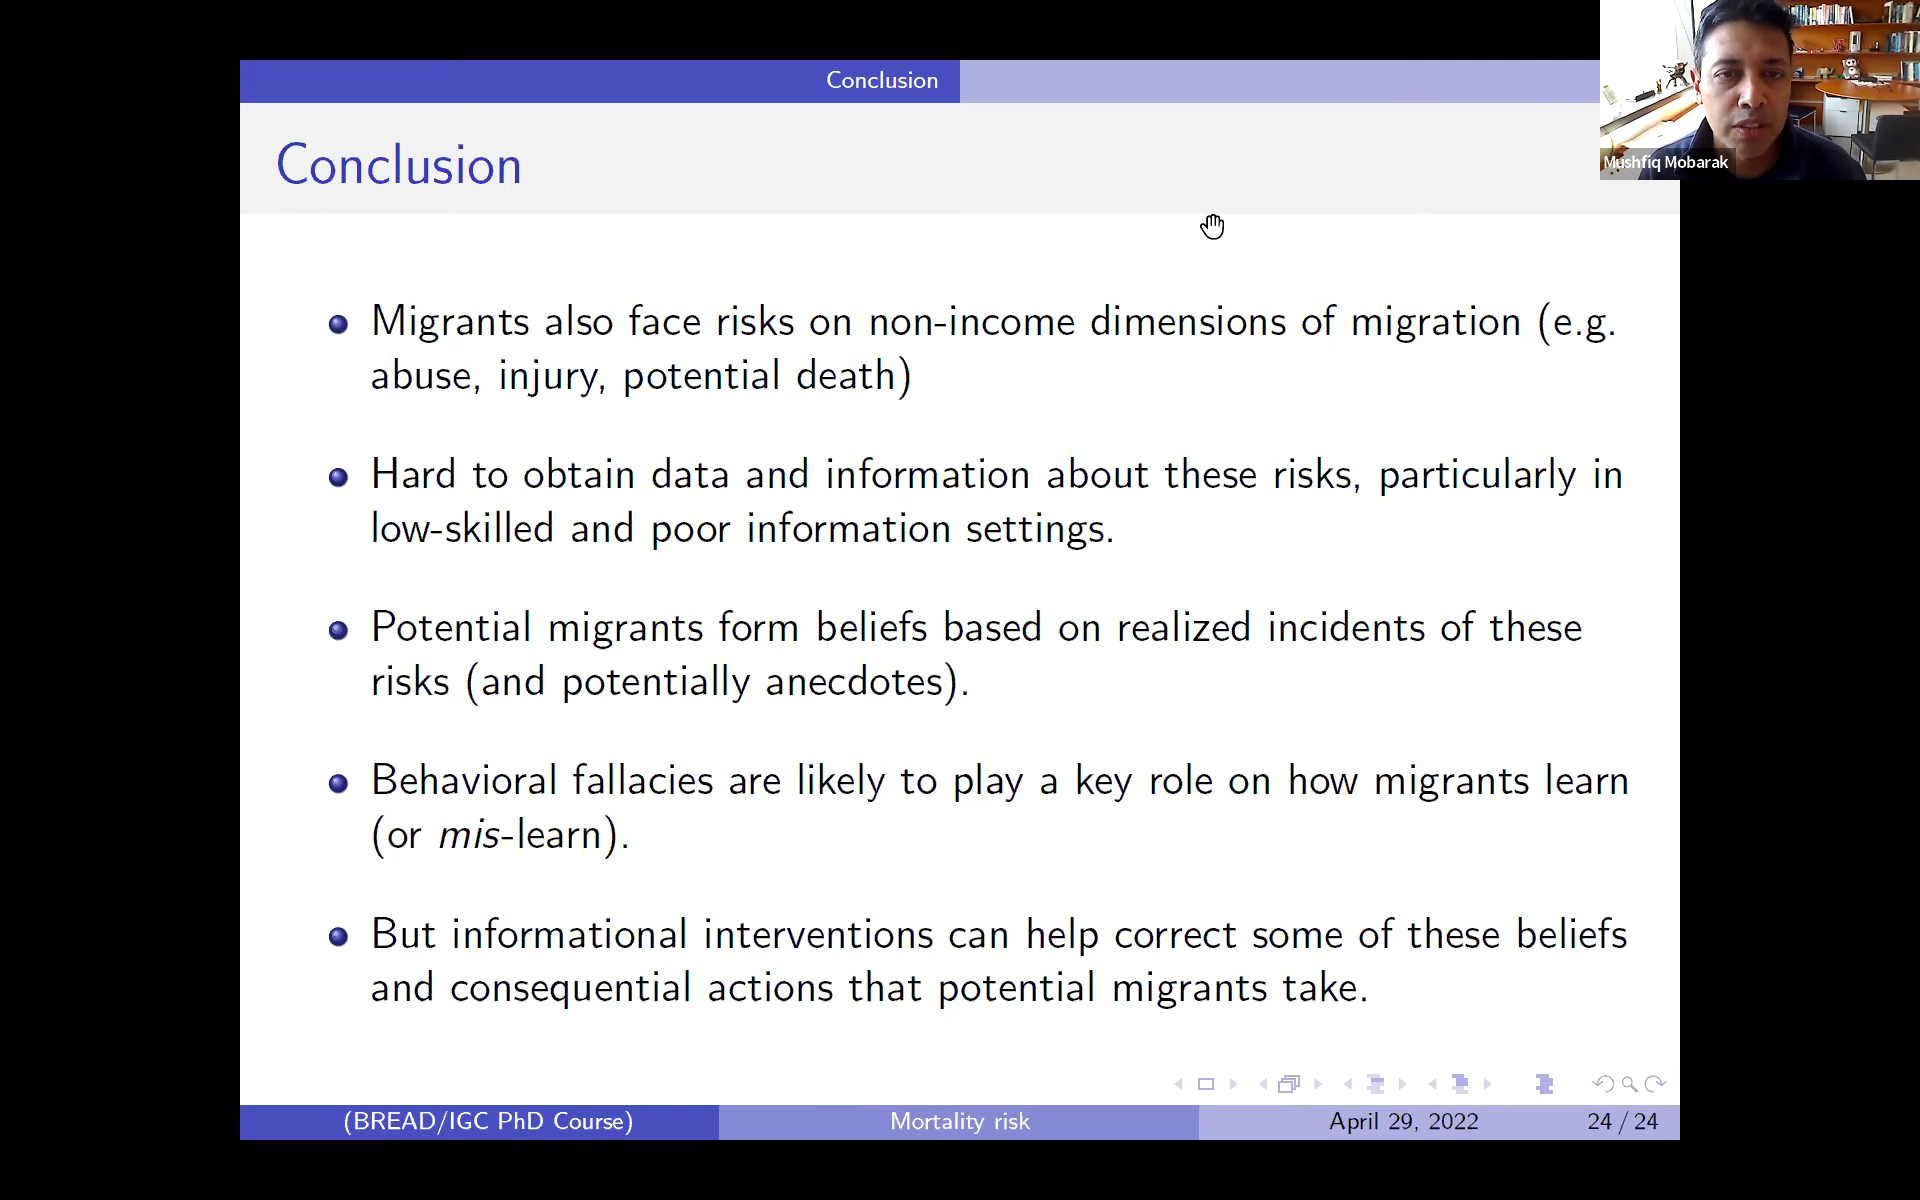 Conclusion
Mushfiq Mobarak
Conclusion
Migrants also face risks on non-income dimensions of migration (e.g.
abuse, injury, potential death)
Hard to obtain data and information about these risks, particularly in
low-skilled and poor information settings.
Potential migrants form beliefs based on realized incidents of these
risks (and potentially anecdotes).
Behavioral fallacies are likely to play a key role on how migrants learn
(or mis-learn).
But informational interventions can help correct some of these beliefs
and consequential actions that potential migrants take.
(BREAD/IGC PhD Course) Mortality risk April 29, 2022 24 / 24